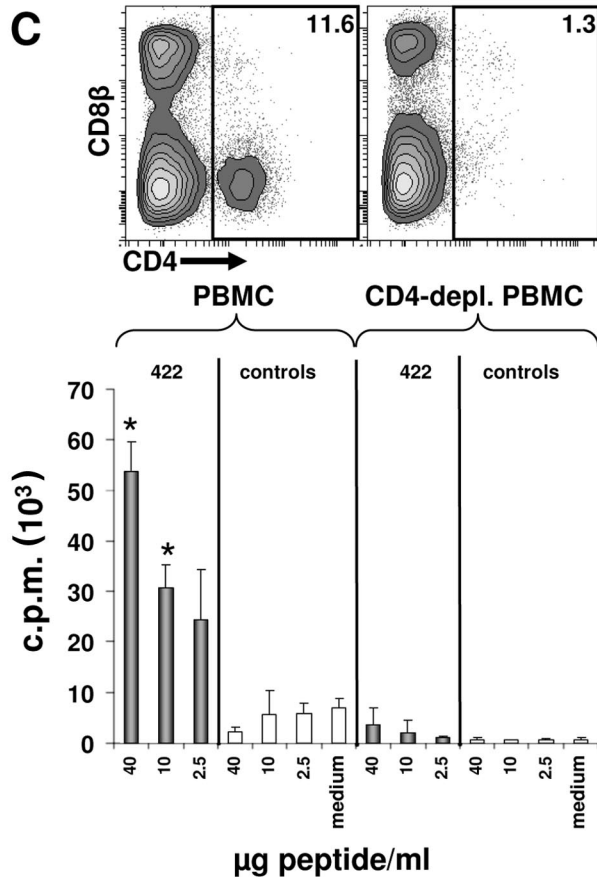 C
11.6
1.3
CD8β
CD4
PBMC
CD4-depl. PBMC
422
controls
422
controls
70
60
50
40
30
20
10
0
c.p.m. (10³)
*
*
40
10
2.5
40
10
2.5
medium
40
10
2.5
40
10
2.5
medium
µg peptide/ml